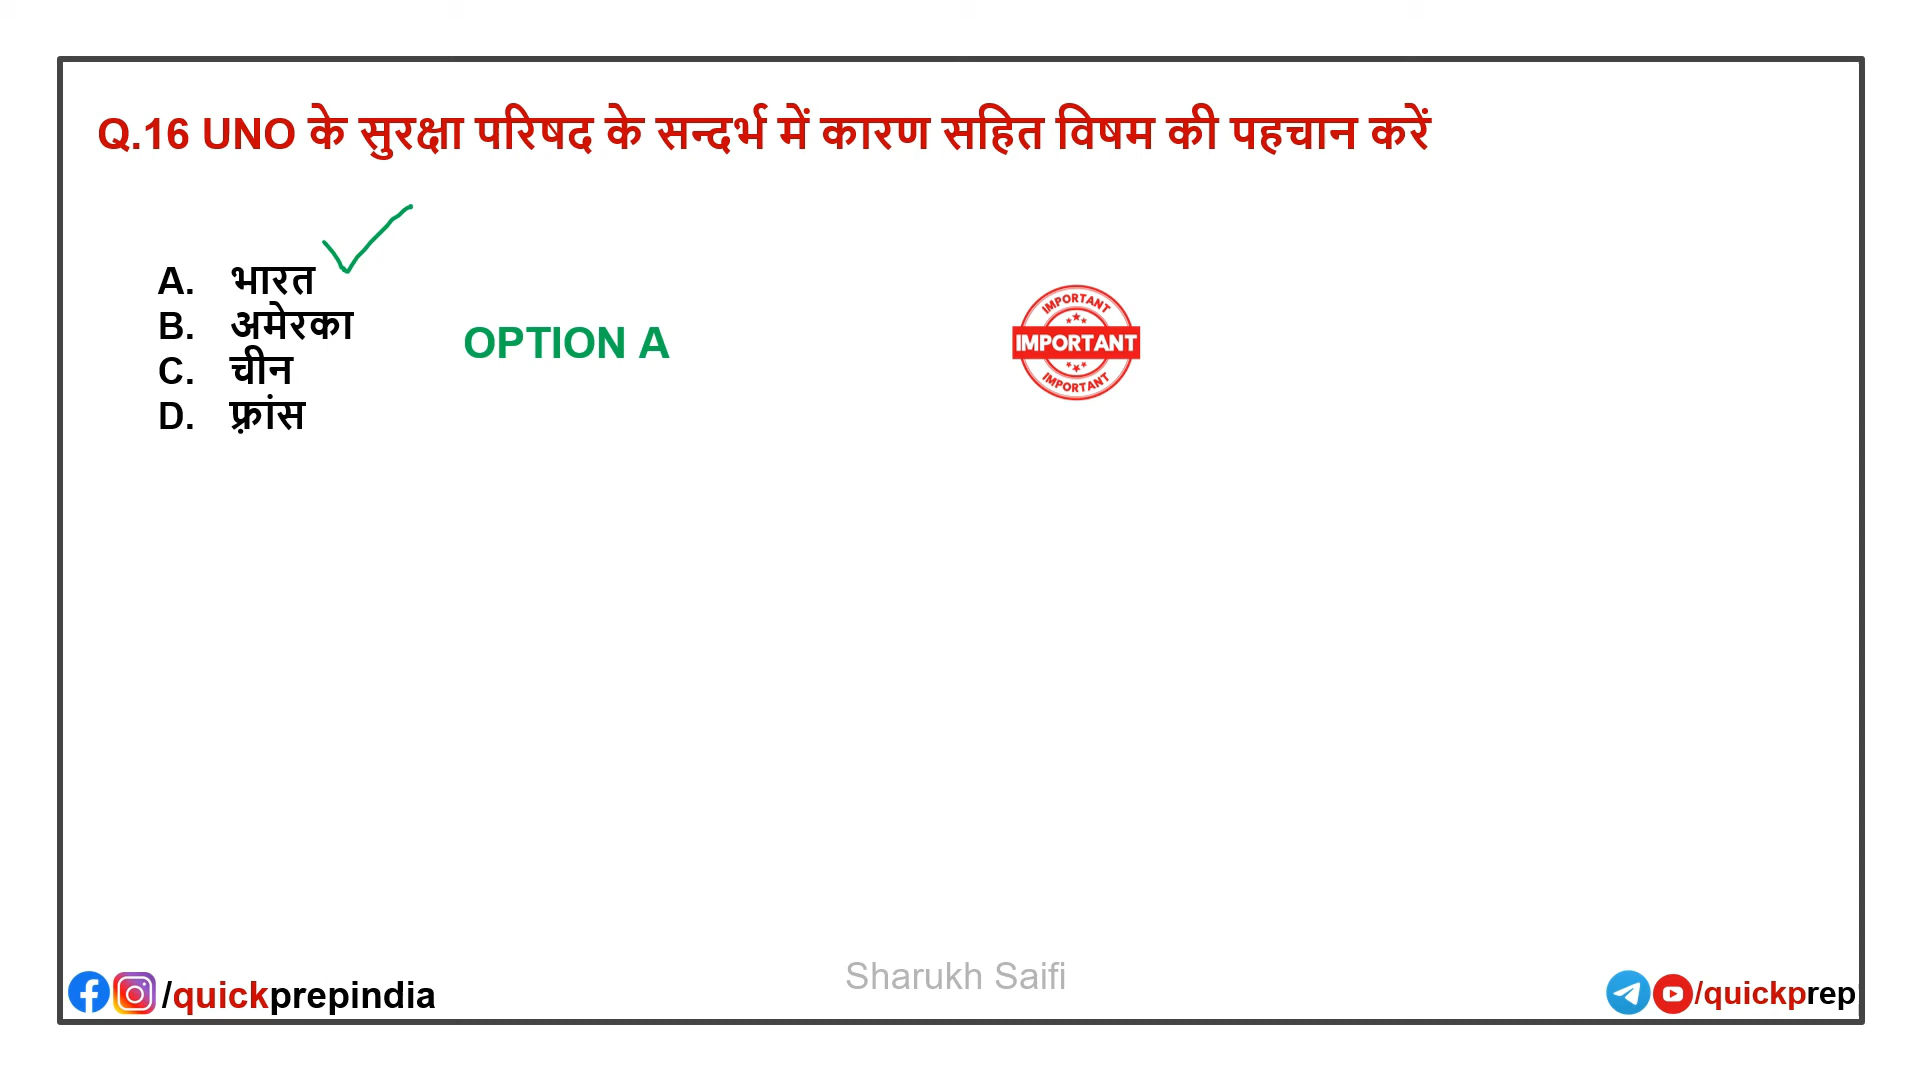 Q.16 UNO के सुरक्षा परिषद के सन्दर्भ में कारण सहित विषम की पहचान करें
A. भारत
B. अमेरका
C. चीन
D. फ़्रांस
OPTION A
IMPORTANT
IMPORTANT
IMPORTANT
Sharukh Saifi
/quickprepindia
/quickprep